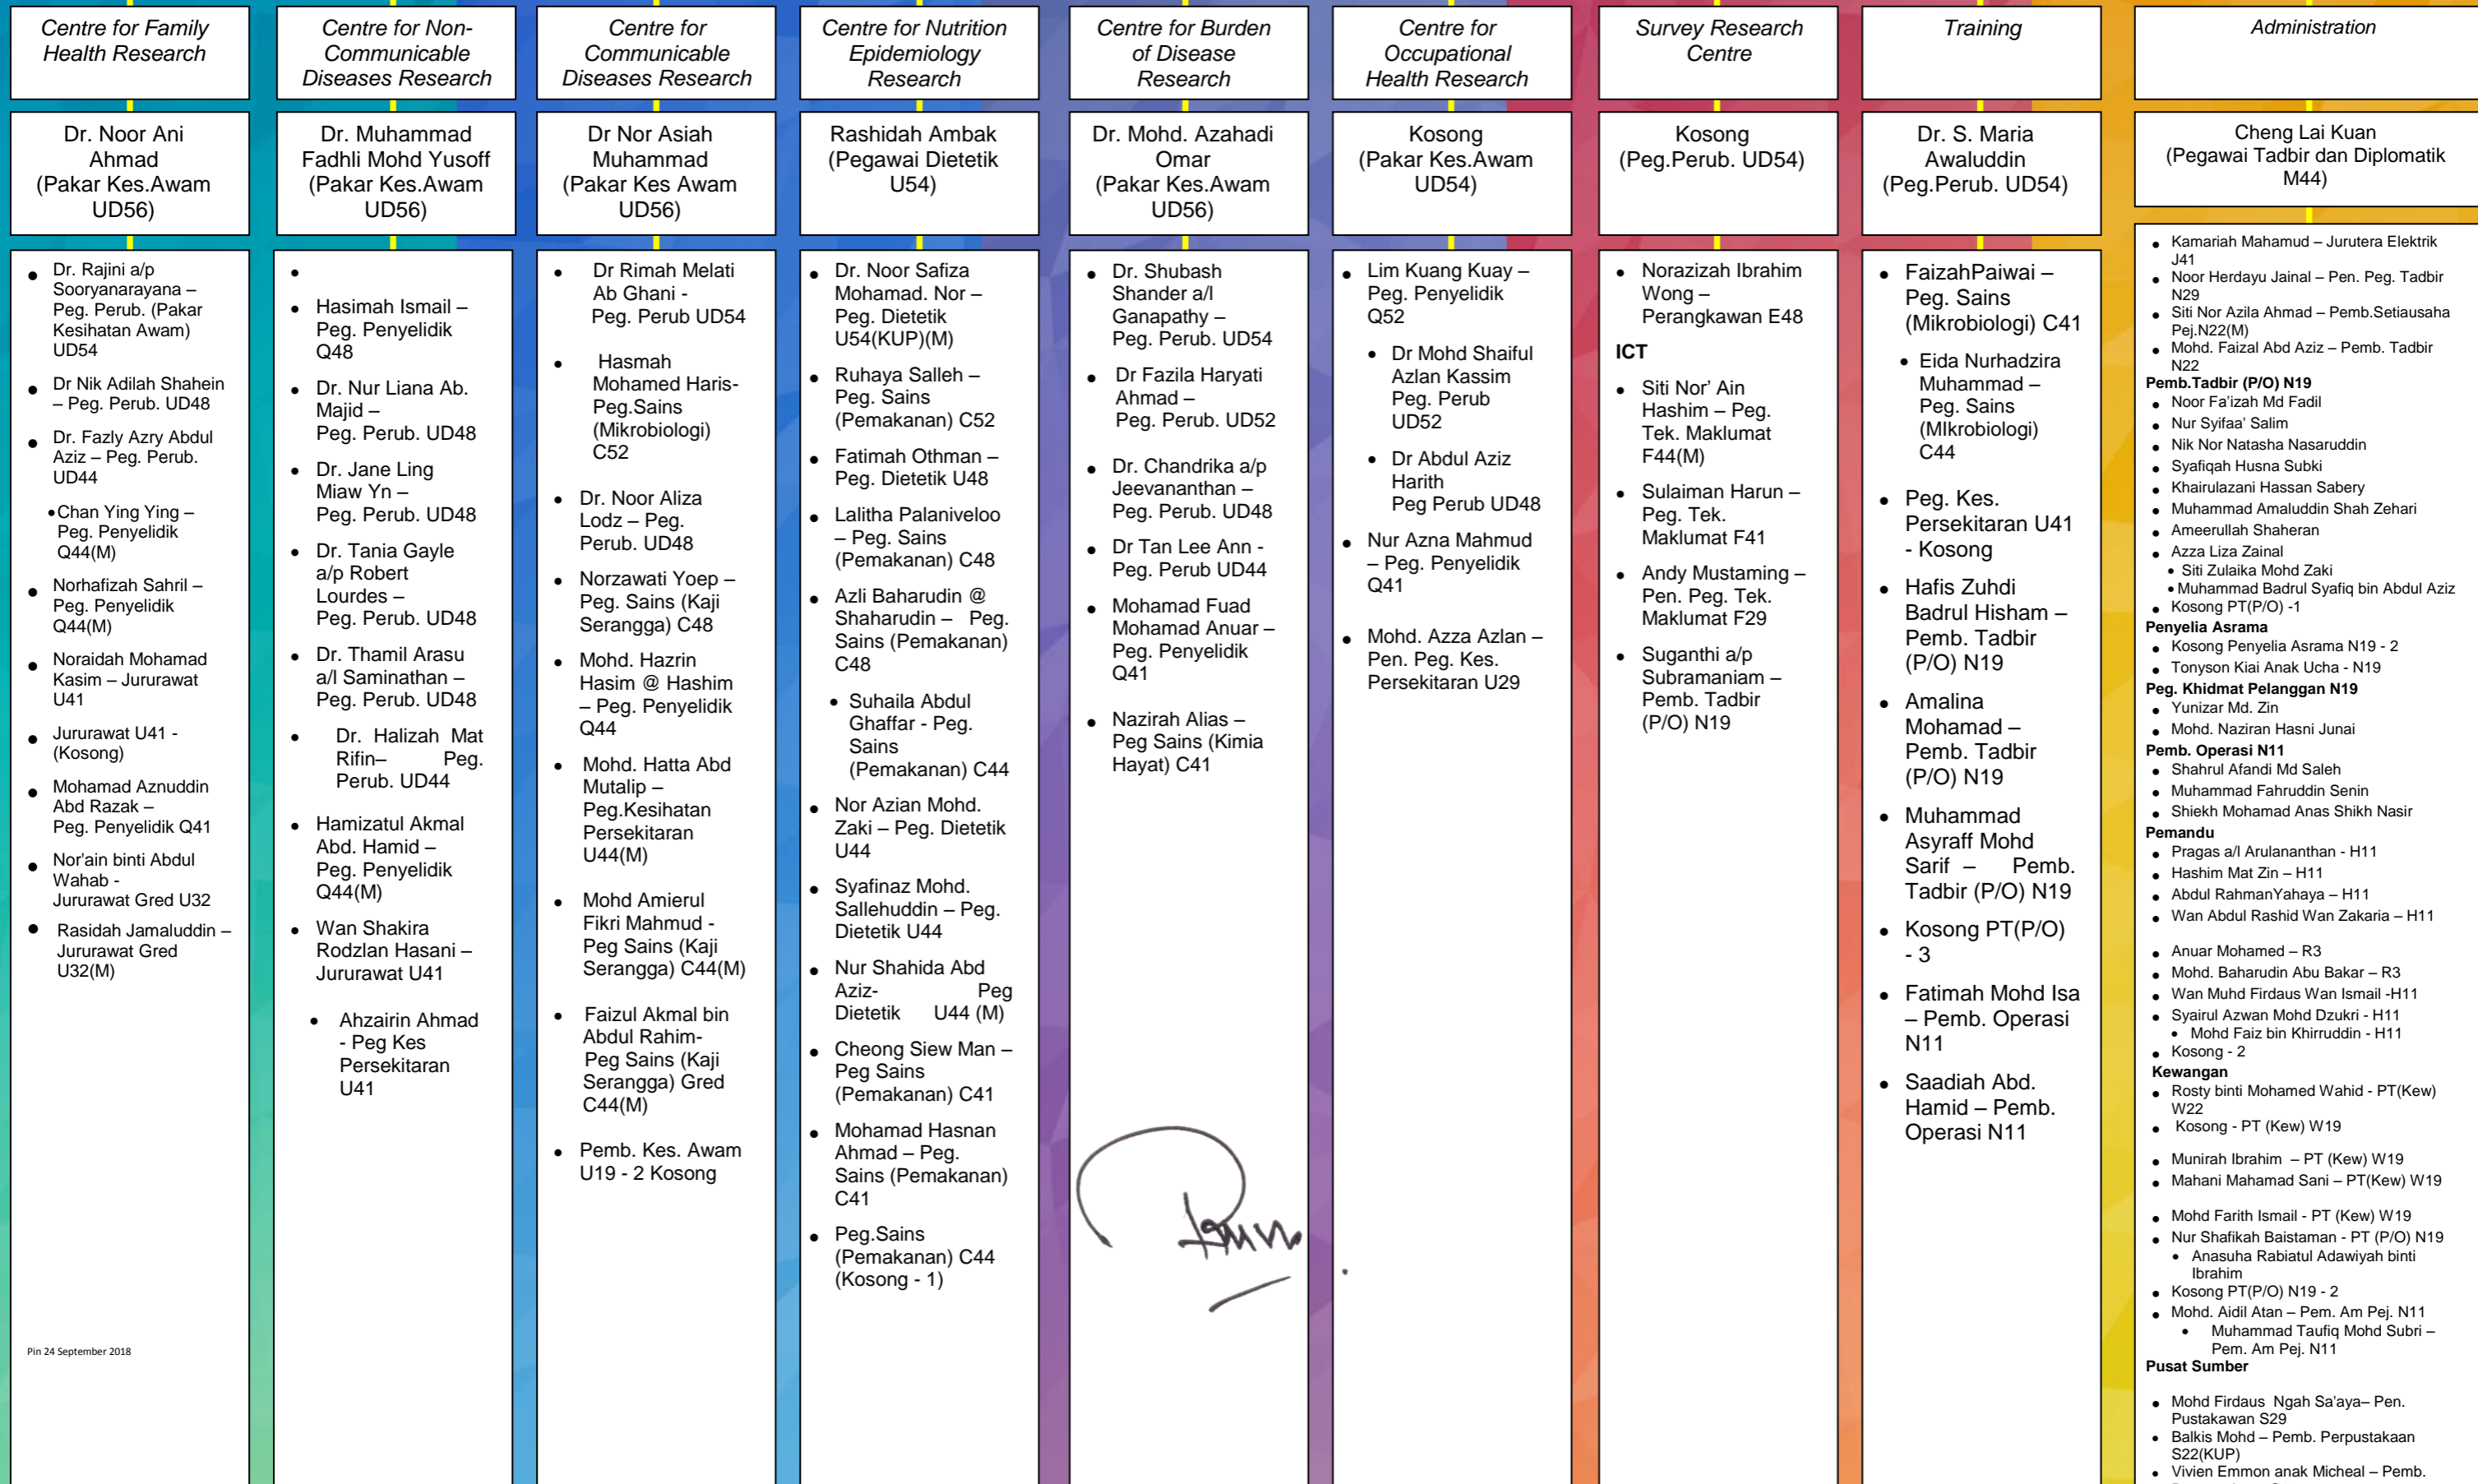 Centre for Family
Health Research
Dr. Noor Ani
Ahmad
(Pakar Kes.Awam
UD56)
Dr. Rajini a/p
Sooryanarayana –
Peg. Perub. (Pakar
Kesihatan Awam)
UD54
Dr Nik Adilah Shahein
– Peg. Perub. UD48
Dr. Fazly Azry Abdul
Aziz – Peg. Perub.
UD44
Chan Ying Ying –
Peg. Penyelidik
Q44(M)
Norhafizah Sahril –
Peg. Penyelidik
Q44(M)
Noraidah Mohamad
Kasim – Jururawat
U41
Jururawat U41 -
(Kosong)
Mohamad Aznuddin
Abd Razak –
Peg. Penyelidik Q41
Nor'ain binti Abdul
Wahab -
Jururawat Gred U32
Rasidah Jamaluddin –
Jururawat Gred
U32(M)
Pin 24 September 2018
Centre for Non-
Communicable
Diseases Research
Dr. Muhammad
Fadhli Mohd Yusoff
(Pakar Kes.Awam
UD56)
Hasimah Ismail –
Peg. Penyelidik
Q48
Dr. Nur Liana Ab.
Majid –
Peg. Perub. UD48
Dr. Jane Ling
Miaw Yn –
Peg. Perub. UD48
Dr. Tania Gayle
a/p Robert
Lourdes –
Peg. Perub. UD48
Dr. Thamil Arasu
a/l Saminathan –
Peg. Perub. UD48
Dr. Halizah Mat
Rifin– Peg.
Perub. UD44
Hamizatul Akmal
Abd. Hamid –
Peg. Penyelidik
Q44(M)
Wan Shakira
Rodzlan Hasani –
Jururawat U41
Ahzairin Ahmad
- Peg Kes
Persekitaran
U41
Centre for
Communicable
Diseases Research
Dr Nor Asiah
Muhammad
(Pakar Kes Awam
UD56)
Dr Rimah Melati
Ab Ghani -
Peg. Perub UD54
Hasmah
Mohamed Haris-
Peg.Sains
(Mikrobiologi)
C52
Dr. Noor Aliza
Lodz – Peg.
Perub. UD48
Norzawati Yoep –
Peg. Sains (Kaji
Serangga) C48
Mohd. Hazrin
Hasim @ Hashim
– Peg. Penyelidik
Q44
Mohd. Hatta Abd
Mutalip –
Peg.Kesihatan
Persekitaran
U44(M)
Mohd Amierul
Fikri Mahmud -
Peg Sains (Kaji
Serangga) C44(M)
Faizul Akmal bin
Abdul Rahim-
Peg Sains (Kaji
Serangga) Gred
C44(M)
Pemb. Kes. Awam
U19 - 2 Kosong
Centre for Nutrition
Epidemiology
Research
Rashidah Ambak
(Pegawai Dietetik
U54)
Dr. Noor Safiza
Mohamad. Nor –
Peg. Dietetik
U54(KUP)(M)
Ruhaya Salleh –
Peg. Sains
(Pemakanan) C52
Fatimah Othman –
Peg. Dietetik U48
Lalitha Palaniveloo
– Peg. Sains
(Pemakanan) C48
Azli Baharudin @
Shaharudin – Peg.
Sains (Pemakanan)
C48
Suhaila Abdul
Ghaffar - Peg.
Sains
(Pemakanan) C44
Nor Azian Mohd.
Zaki – Peg. Dietetik
U44
Syafinaz Mohd.
Sallehuddin – Peg.
Dietetik U44
Nur Shahida Abd
Aziz- Peg
Dietetik U44 (M)
Cheong Siew Man –
Peg Sains
(Pemakanan) C41
Mohamad Hasnan
Ahmad – Peg.
Sains (Pemakanan)
C41
Peg.Sains
(Pemakanan) C44
(Kosong - 1)
Centre for Burden
of Disease
Research
Dr. Mohd. Azahadi
Omar
(Pakar Kes.Awam
UD56)
Dr. Shubash
Shander a/l
Ganapathy –
Peg. Perub. UD54
Dr Fazila Haryati
Ahmad –
Peg. Perub. UD52
Dr. Chandrika a/p
Jeevananthan –
Peg. Perub. UD48
Dr Tan Lee Ann -
Peg. Perub UD44
Mohamad Fuad
Mohamad Anuar –
Peg. Penyelidik
Q41
Nazirah Alias –
Peg Sains (Kimia
Hayat) C41
Centre for
Occupational
Health Research
Kosong
(Pakar Kes.Awam
UD54)
Lim Kuang Kuay –
Peg. Penyelidik
Q52
Dr Mohd Shaiful
Azlan Kassim
Peg. Perub
UD52
Dr Abdul Aziz
Harith
Peg Perub UD48
Nur Azna Mahmud
– Peg. Penyelidik
Q41
Mohd. Azza Azlan –
Pen. Peg. Kes.
Persekitaran U29
Survey Research
Centre
Kosong
(Peg.Perub. UD54)
Norazizah Ibrahim
Wong –
Perangkawan E48
ICT
Siti Nor' Ain
Hashim – Peg.
Tek. Maklumat
F44(M)
Sulaiman Harun –
Peg. Tek.
Maklumat F41
Andy Mustaming –
Pen. Peg. Tek.
Maklumat F29
Suganthi a/p
Subramaniam –
Pemb. Tadbir
(P/O) N19
Training
Dr. S. Maria
Awaluddin
(Peg.Perub. UD54)
FaizahPaiwai –
Peg. Sains
(Mikrobiologi) C41
Eida Nurhadzira
Muhammad –
Peg. Sains
(MIkrobiologi)
C44
Peg. Kes.
Persekitaran U41
- Kosong
Hafis Zuhdi
Badrul Hisham –
Pemb. Tadbir
(P/O) N19
Amalina
Mohamad –
Pemb. Tadbir
(P/O) N19
Muhammad
Asyraff Mohd
Sarif – Pemb.
Tadbir (P/O) N19
Kosong PT(P/O)
- 3
Fatimah Mohd Isa
– Pemb. Operasi
N11
Saadiah Abd.
Hamid – Pemb.
Operasi N11
Administration
Cheng Lai Kuan
(Pegawai Tadbir dan Diplomatik
M44)
Kamariah Mahamud – Jurutera Elektrik
J41
Noor Herdayu Jainal – Pen. Peg. Tadbir
N29
Siti Nor Azila Ahmad – Pemb.Setiausaha
Pej.N22(M)
Mohd. Faizal Abd Aziz – Pemb. Tadbir
N22
Pemb.Tadbir (P/O) N19
Noor Fa'izah Md Fadil
Nur Syifaa' Salim
Nik Nor Natasha Nasaruddin
Syafiqah Husna Subki
Khairulazani Hassan Sabery
Muhammad Amaluddin Shah Zehari
Ameerullah Shaheran
Azza Liza Zainal
Siti Zulaika Mohd Zaki
Muhammad Badrul Syafiq bin Abdul Aziz
Kosong PT(P/O) -1
Penyelia Asrama
Kosong Penyelia Asrama N19 - 2
Tonyson Kiai Anak Ucha - N19
Peg. Khidmat Pelanggan N19
Yunizar Md. Zin
Mohd. Naziran Hasni Junai
Pemb. Operasi N11
Shahrul Afandi Md Saleh
Muhammad Fahruddin Senin
Shiekh Mohamad Anas Shikh Nasir
Pemandu
Pragas a/l Arulananthan - H11
Hashim Mat Zin – H11
Abdul RahmanYahaya – H11
Wan Abdul Rashid Wan Zakaria – H11
Anuar Mohamed – R3
Mohd. Baharudin Abu Bakar – R3
Wan Muhd Firdaus Wan Ismail -H11
Syairul Azwan Mohd Dzukri - H11
Mohd Faiz bin Khirruddin - H11
Kosong - 2
Kewangan
Rosty binti Mohamed Wahid - PT(Kew)
W22
Kosong - PT (Kew) W19
Munirah Ibrahim – PT (Kew) W19
Mahani Mahamad Sani – PT(Kew) W19
Mohd Farith Ismail - PT (Kew) W19
Nur Shafikah Baistaman - PT (P/O) N19
Anasuha Rabiatul Adawiyah binti
Ibrahim
Kosong PT(P/O) N19 - 2
Mohd. Aidil Atan – Pem. Am Pej. N11
Muhammad Taufiq Mohd Subri –
Pem. Am Pej. N11
Pusat Sumber
Mohd Firdaus Ngah Sa'aya– Pen.
Pustakawan S29
Balkis Mohd – Pemb. Perpustakaan
S22(KUP)
Vivien Emmon anak Micheal – Pemb.